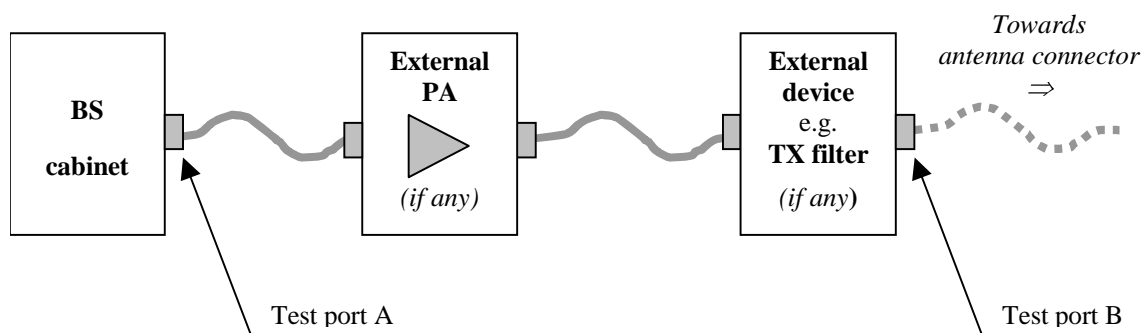 BS
cabinet
External
PA
(if any)
External
device
e.g.
TX filter
(if any)
Towards
antenna connector
⇒
Test port A
Test port B